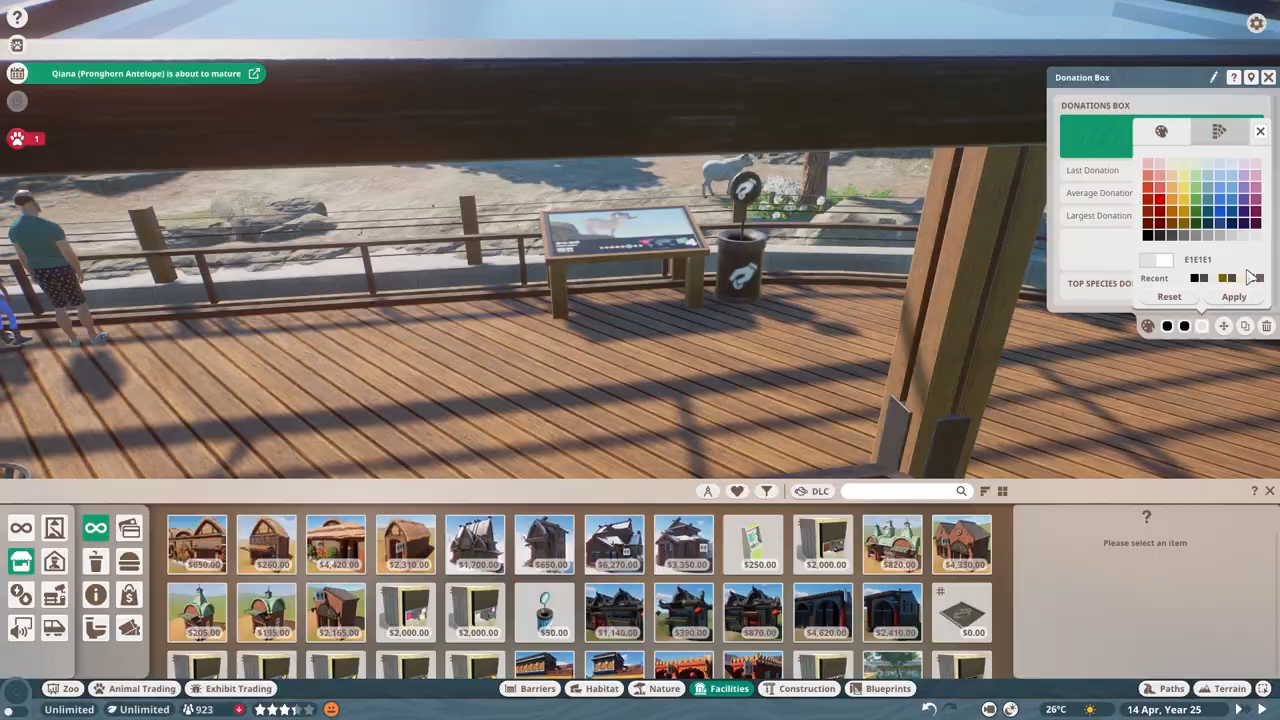 ?
Qiana (Pronghorn Antelope) is about to mature
1
Donation Box
?
DONATIONS BOX
Last Donation
Average Donation
Largest Donation
TOP SPECIES DO
E1E1E1
Recent
Reset
Apply
DLC
?
$650.00
$260.00
$4,420.00
$2,310.00
$1,700.00
$650.00
$6,270.00
$3,350.00
$250.00
$2,000.00
$820.00
$4,330.00
$205.00
$195.00
$2,165.00
$2,000.00
$2,000.00
$50.00
$1,140.00
$390.00
$870.00
$4,620.00
$2,410.00
$0.00
?
Please select an item
Zoo
Animal Trading
Exhibit Trading
Barriers
Habitat
Nature
Facilities
Construction
Blueprints
Paths
Terrain
Unlimited
Unlimited
923
26°C
14 Apr, Year 25